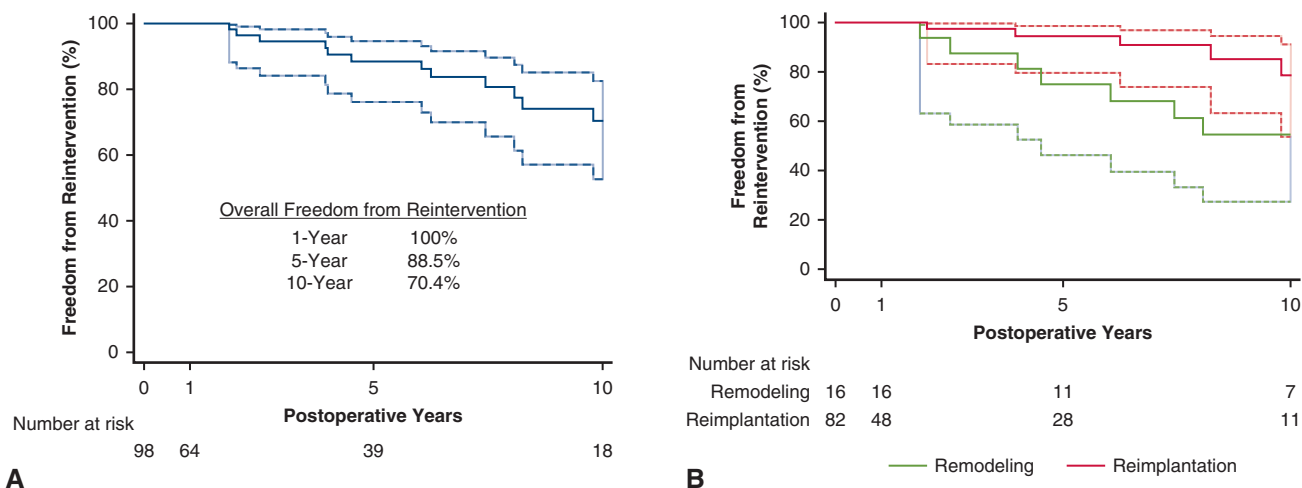 100
80
60
40
20
0
Freedom from Reintervention (%)
Overall Freedom from Reintervention
1-Year 100%
5-Year 88.5%
10-Year 70.4%
0 1 5 10
Postoperative Years
Number at risk
98 64 39 18
A
100
80
60
40
20
0
Freedom from
Reintervention (%)
0 1 5 10
Postoperative Years
Number at risk
Remodeling 16 16 11 7
Reimplantation 82 48 28 11
Remodeling Reimplantation
B